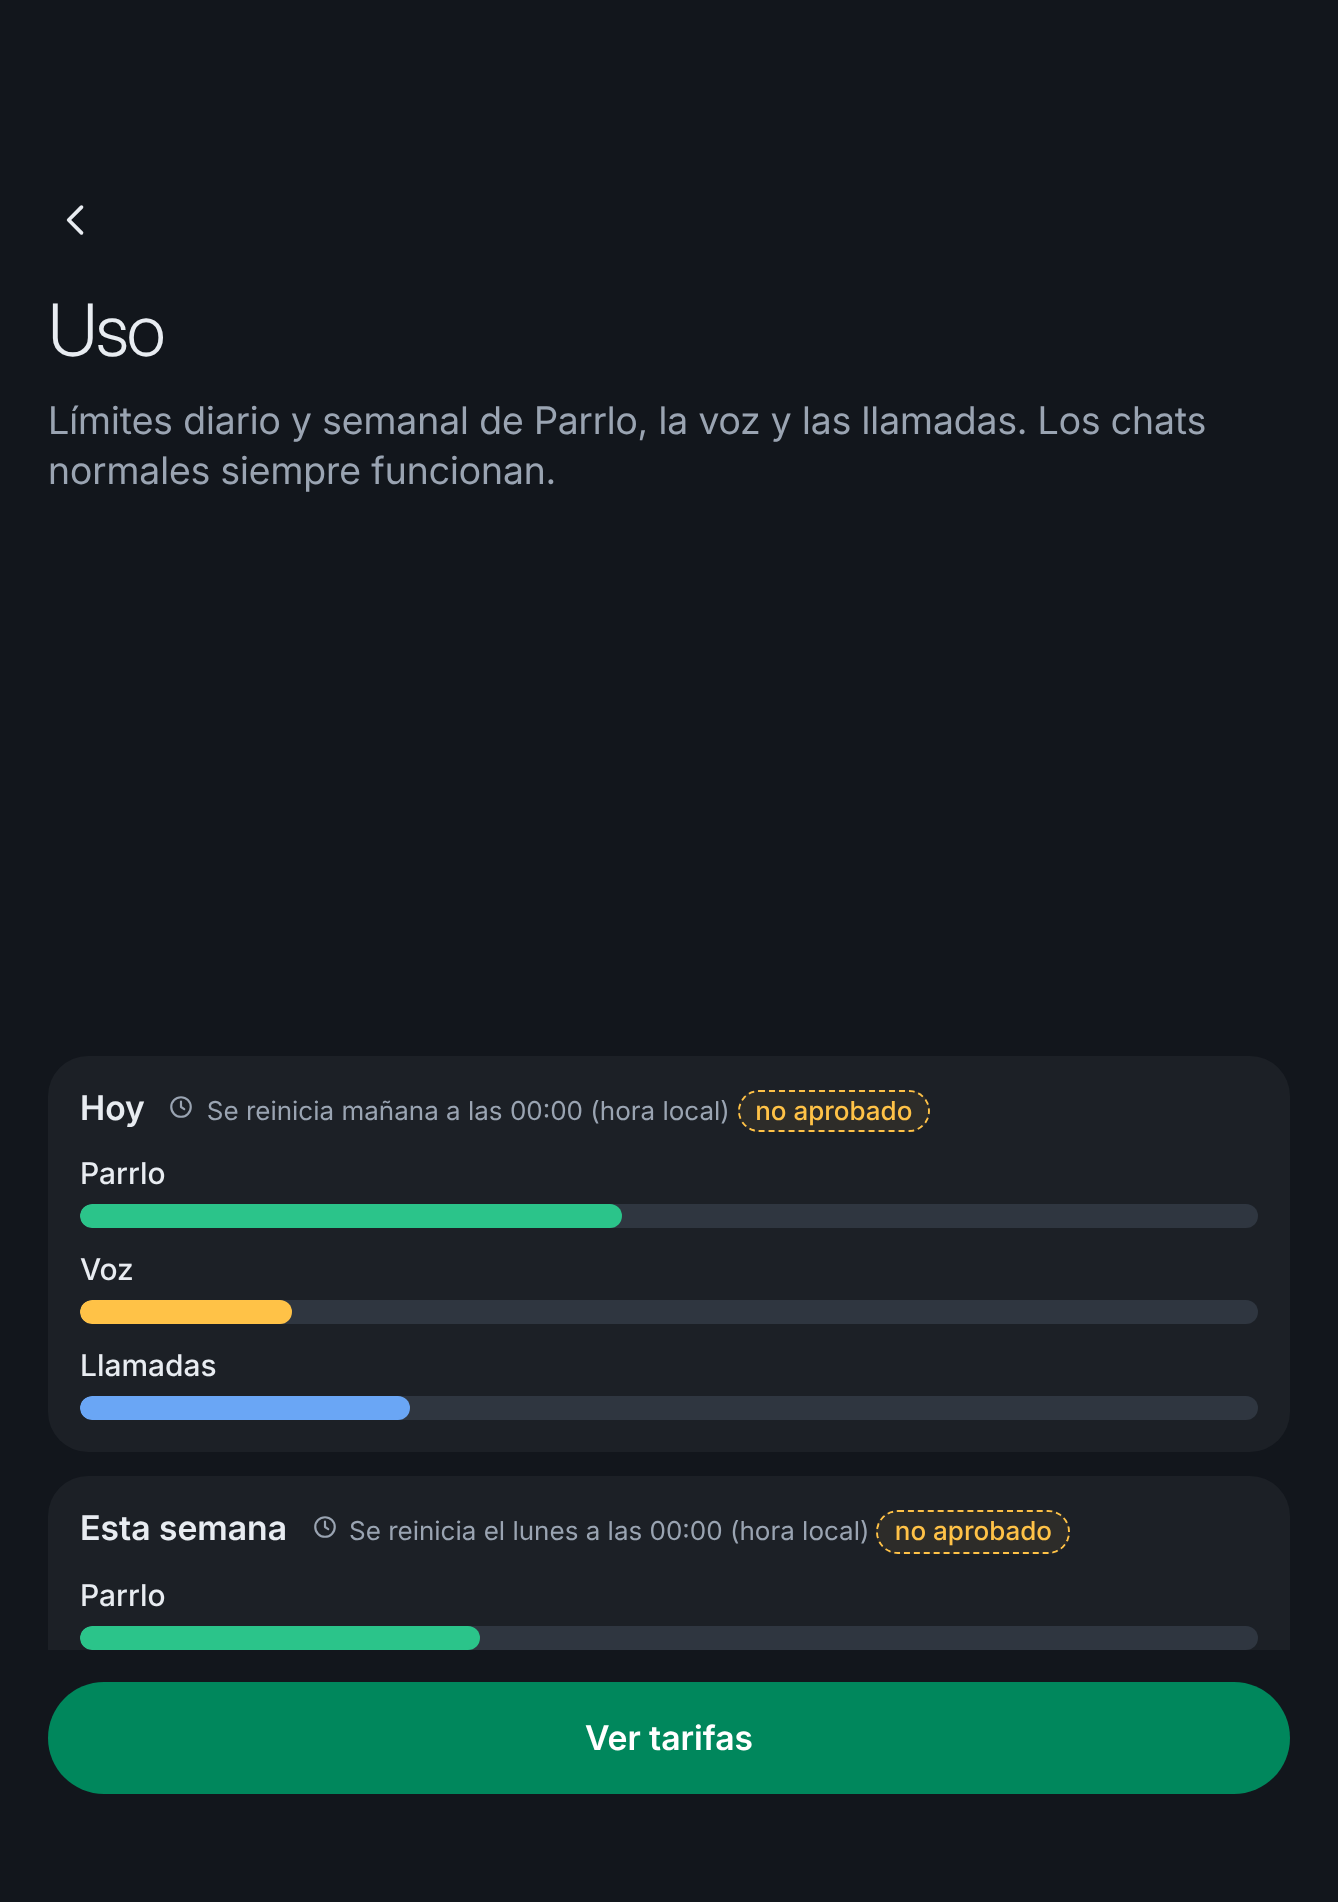 Uso
Límites diario y semanal de Parrlo, la voz y las llamadas. Los chats
normales siempre funcionan.
Hoy Se reinicia mañana a las 00:00 (hora local) no aprobado
Parrlo
Voz
Llamadas
Esta semana Se reinicia el lunes a las 00:00 (hora local) no aprobado
Parrlo
Ver tarifas